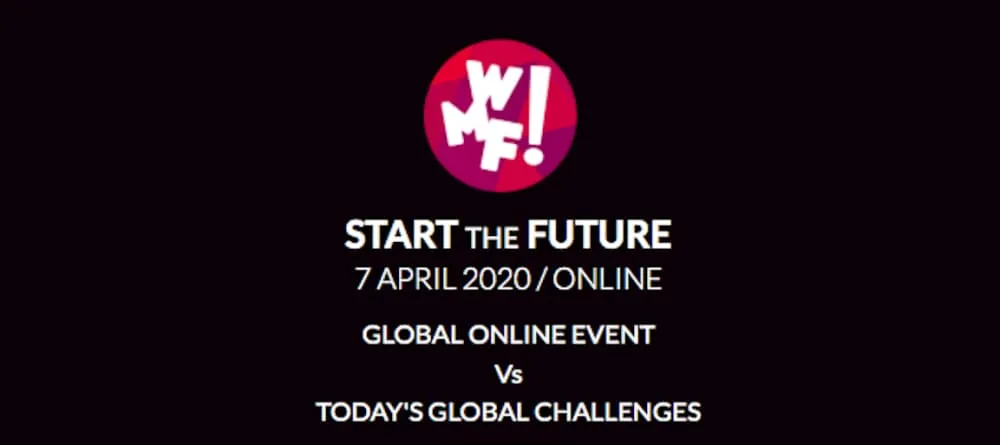 WMF!
START THE FUTURE
7 APRIL 2020 / ONLINE
GLOBAL ONLINE EVENT
Vs
TODAY'S GLOBAL CHALLENGES